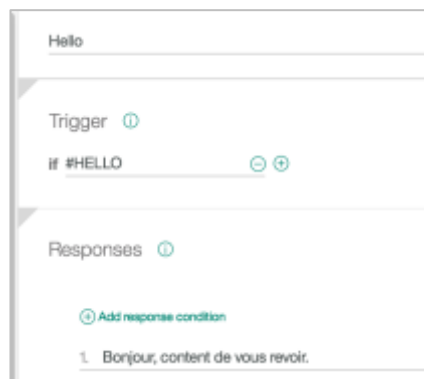 Hello
Trigger
if #HELLO
Responses
Add response condition
1. Bonjour, content de vous revoir.